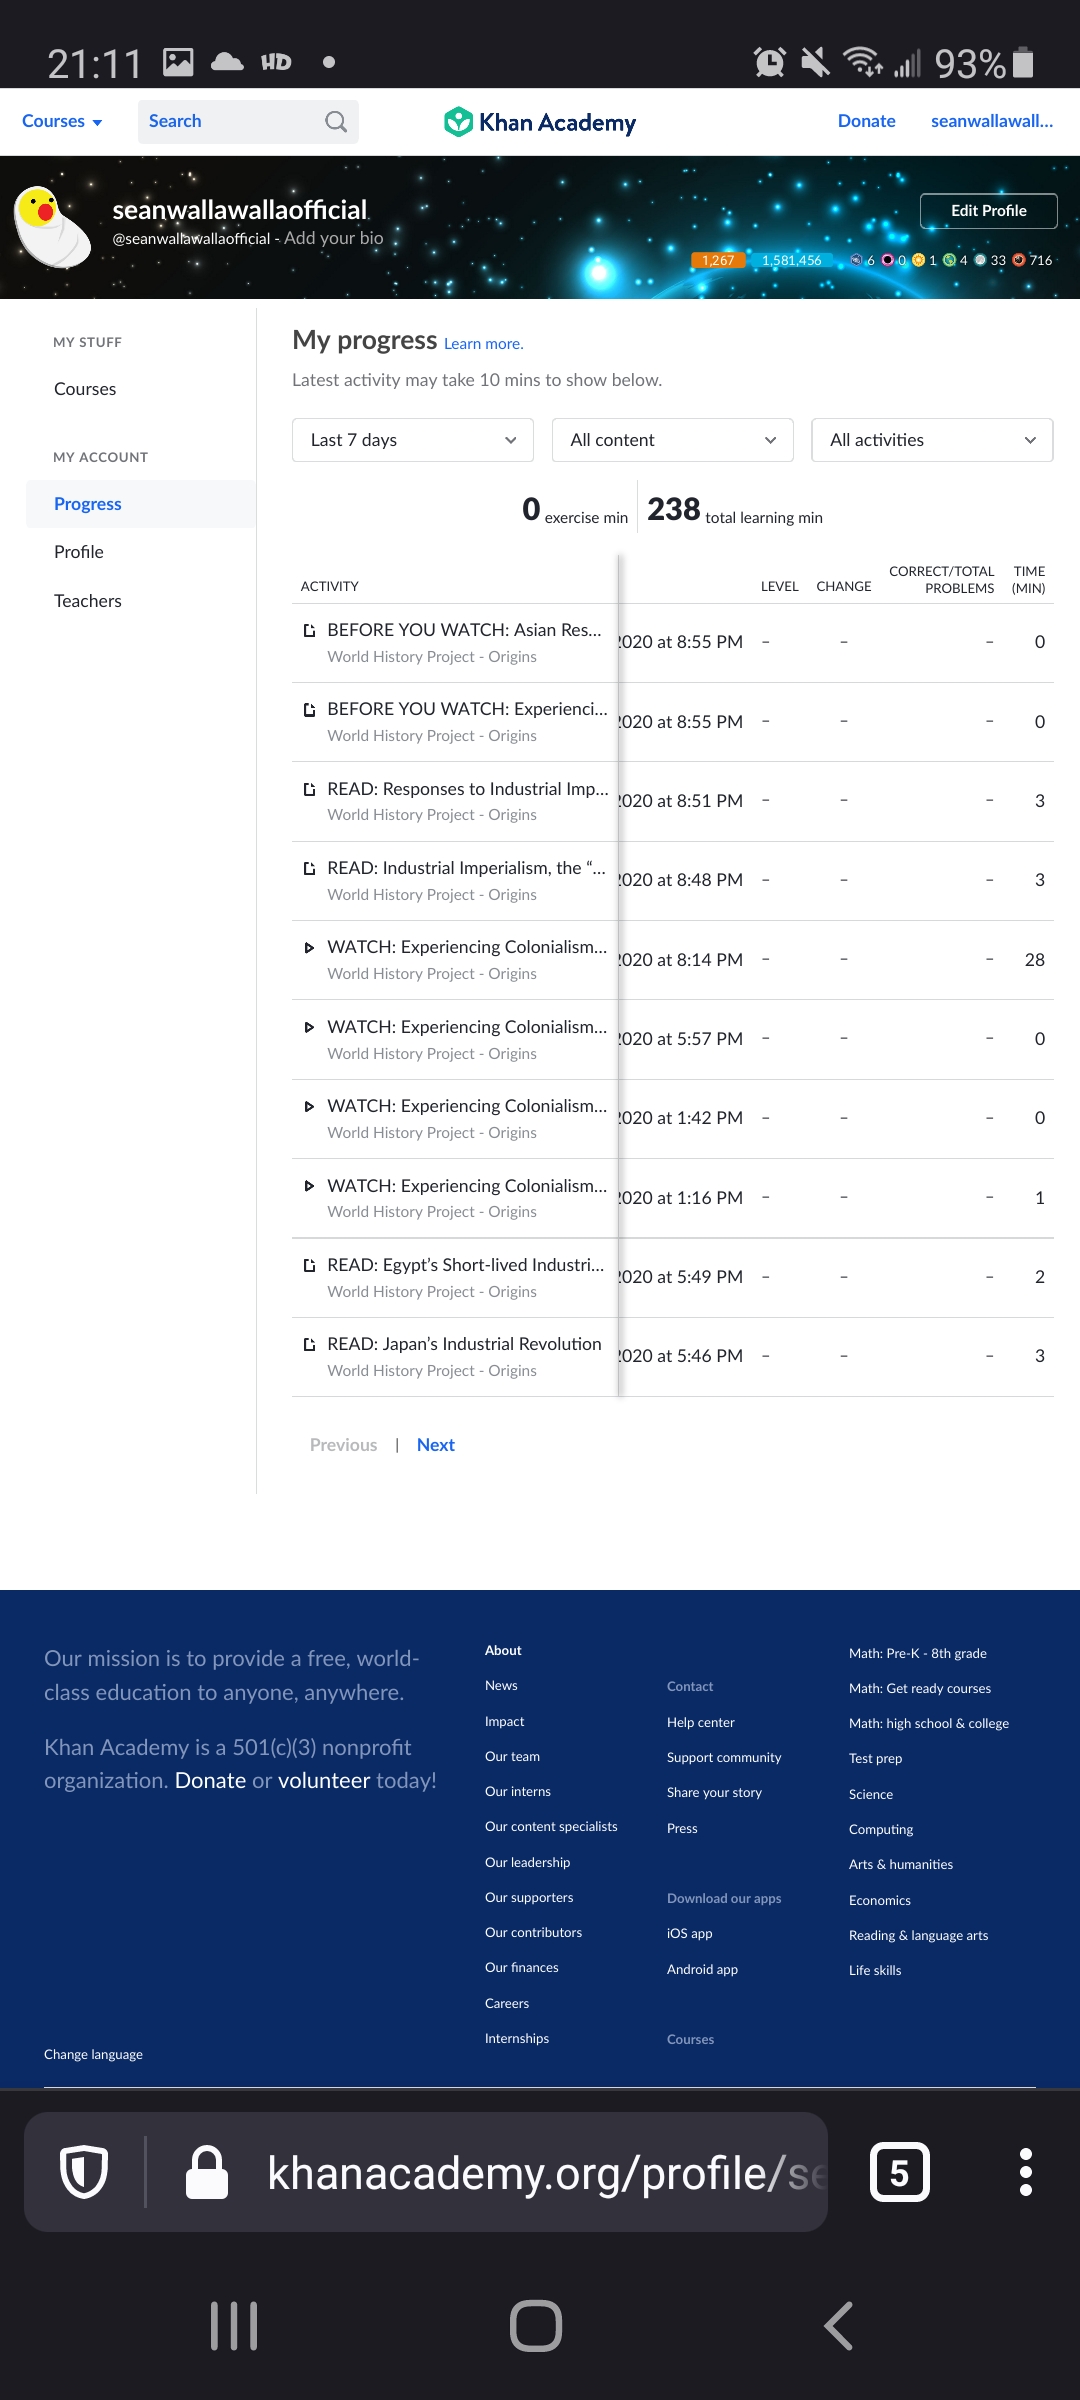 21:11 HD 93%
Courses Search Khan Academy Donate seanwallawall...
seanwallawallaofficial
@seanwallawallaofficial - Add your bio
Edit Profile
1,267 1,581,456 6 0 1 4 33 716
MY STUFF
Courses
MY ACCOUNT
Progress
Profile
Teachers
My progress Learn more.
Latest activity may take 10 mins to show below.
Last 7 days All content All activities
0 exercise min 238 total learning min
ACTIVITY LEVEL CHANGE CORRECT/TOTAL PROBLEMS TIME (MIN)
BEFORE YOU WATCH: Asian Res... 2020 at 8:55 PM – – – 0
World History Project - Origins
BEFORE YOU WATCH: Experienci... 2020 at 8:55 PM – – – 0
World History Project - Origins
READ: Responses to Industrial Imp... 2020 at 8:51 PM – – – 3
World History Project - Origins
READ: Industrial Imperialism, the “... 2020 at 8:48 PM – – – 3
World History Project - Origins
WATCH: Experiencing Colonialism... 2020 at 8:14 PM – – – 28
World History Project - Origins
WATCH: Experiencing Colonialism... 2020 at 5:57 PM – – – 0
World History Project - Origins
WATCH: Experiencing Colonialism... 2020 at 1:42 PM – – – 0
World History Project - Origins
WATCH: Experiencing Colonialism... 2020 at 1:16 PM – – – 1
World History Project - Origins
READ: Egypt’s Short-lived Industri... 2020 at 5:49 PM – – – 2
World History Project - Origins
READ: Japan’s Industrial Revolution 2020 at 5:46 PM – – – 3
World History Project - Origins
Previous | Next
Our mission is to provide a free, world-
class education to anyone, anywhere.
Khan Academy is a 501(c)(3) nonprofit
organization. Donate or volunteer today!
Change language
About
News
Impact
Our team
Our interns
Our content specialists
Our leadership
Our supporters
Our contributors
Our finances
Careers
Internships
Contact
Help center
Support community
Share your story
Press
Download our apps
iOS app
Android app
Courses
Math: Pre-K - 8th grade
Math: Get ready courses
Math: high school & college
Test prep
Science
Computing
Arts & humanities
Economics
Reading & language arts
Life skills
khanacademy.org/profile/se 5